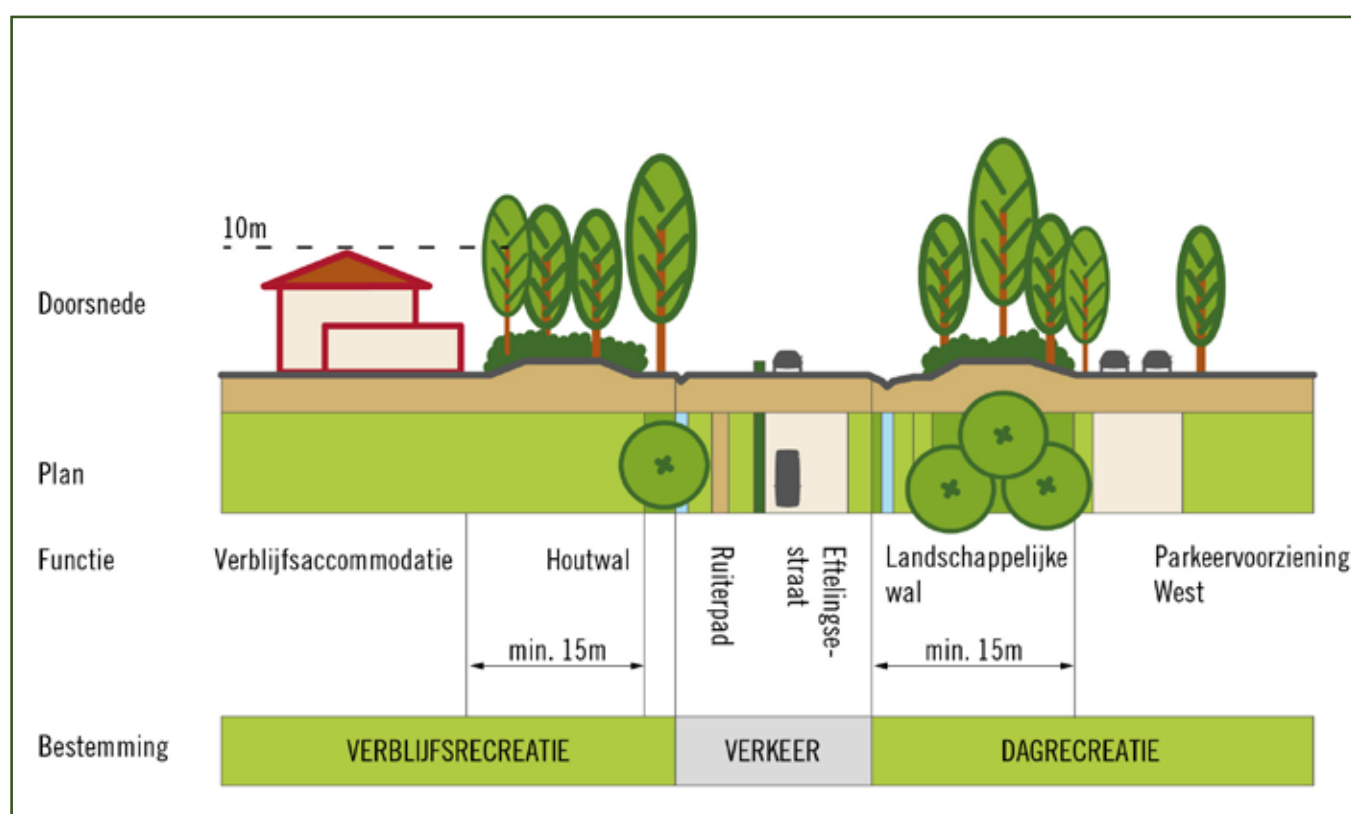 10m
Doorsnede
Plan
Functie
Verblijfsaccommodatie
Houtwal
Ruiterpad
Eftelingse-
straat
Landschappelijke
wal
Parkeervoorziening
West
min. 15m
min. 15m
Bestemming
VERBLIJFSRECREATIE
VERKEER
DAGRECREATIE